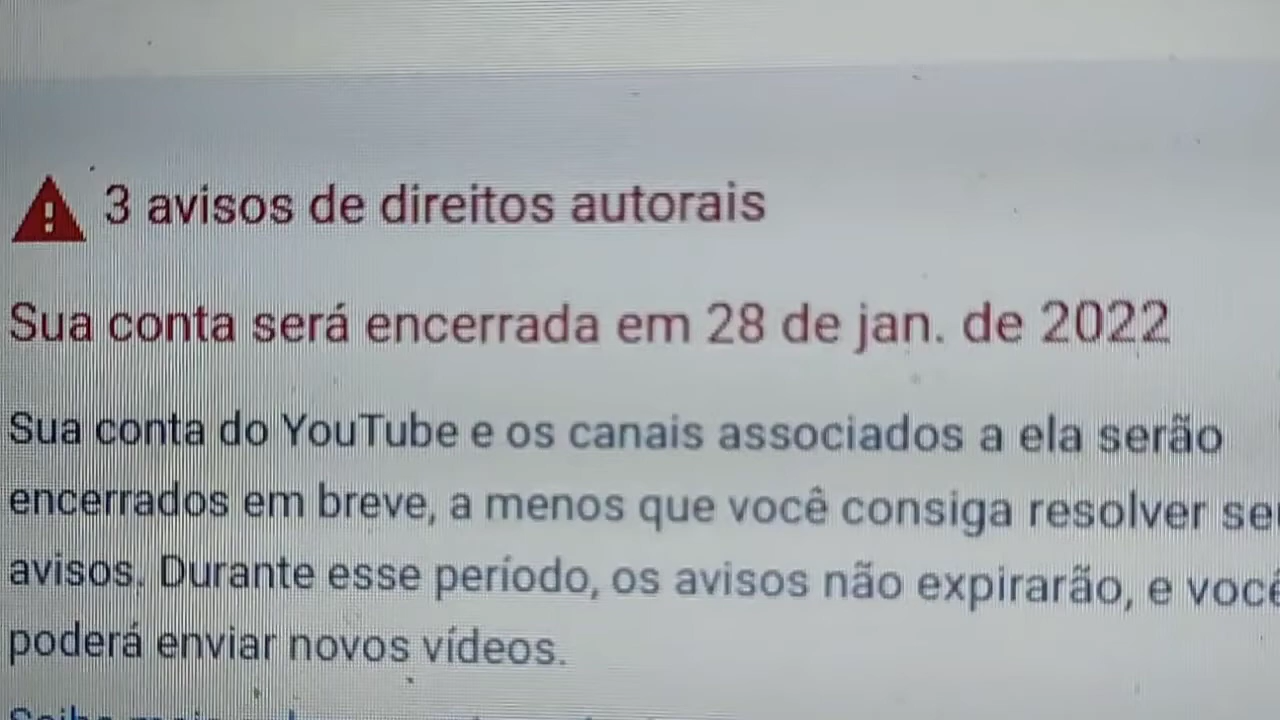 3 avisos de direitos autorais
Sua conta será encerrada em 28 de jan. de 2022
Sua conta do YouTube e os canais associados a ela serão
encerrados em breve, a menos que você consiga resolver
avisos. Durante esse período, os avisos não expirarão, e você
poderá enviar novos vídeos.